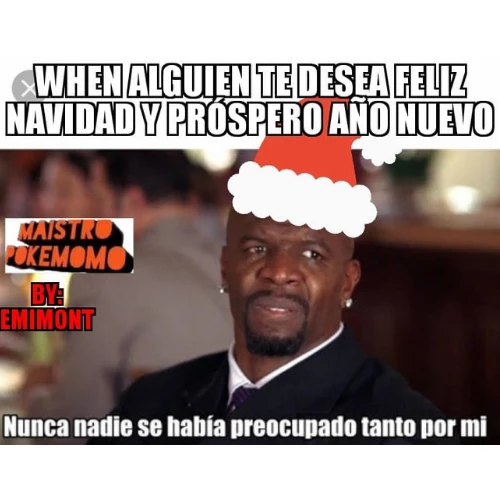 WHEN ALGUIEN TE DESEA FELIZ
NAVIDAD Y PRÓSPERO AÑO NUEVO
MAISTRO
POKEMOMO
BY:
EMIMONT
Nunca nadie se había preocupado tanto por mi